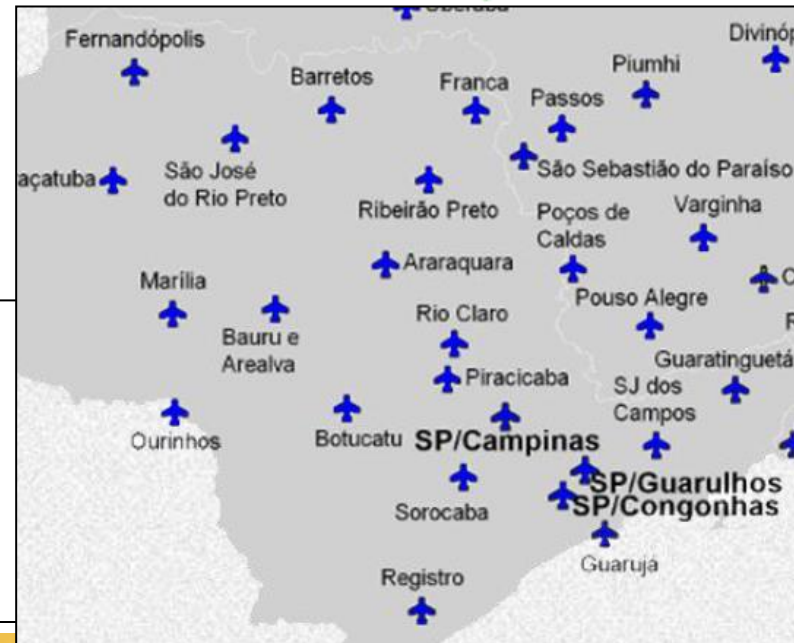 Uberaba
Fernandópolis
Divinóp
Piumhi
Barretos
Franca
Passos
açatuba
São José
do Rio Preto
São Sebastião do Paraíso
Ribeirão Preto
Poços de
Caldas
Varginha
Araraquara
Marília
Pouso Alegre
Rio Claro
Bauru e
Arealva
Guaratinguetá
Piracicaba
SJ dos
Campos
Ourinhos
Botucatu
SP/Campinas
SP/Guarulhos
SP/Congonhas
Sorocaba
Guarujá
Registro